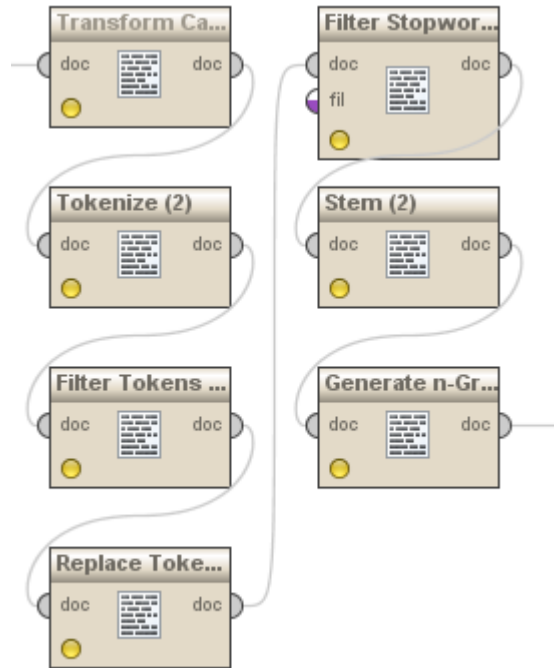 Transform Ca...
doc doc
Tokenize (2)
doc doc
Filter Tokens ...
doc doc
Replace Toke...
doc doc
Filter Stopwor...
doc doc
fil
Stem (2)
doc doc
Generate n-Gr...
doc doc